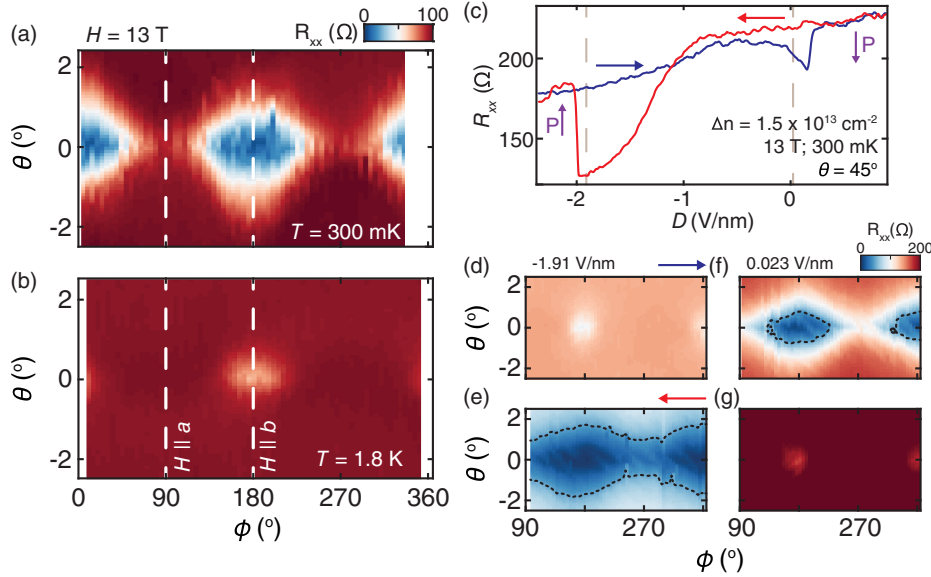 (a)
H = 13 T
R_xx (Ω)
0 100
2
0
-2
θ (°)
T = 300 mK
(b)
2
0
-2
θ (°)
H || a
H || b
T = 1.8 K
0 90 180 270 360
ϕ (°)
(c)
R_xx (Ω)
200
150
P
P
Δn = 1.5 x 10¹³ cm⁻²
13 T; 300 mK
θ = 45°
-2 -1 0
D (V/nm)
R_xx(Ω)
0 200
(d) -1.91 V/nm
(f) 0.023 V/nm
2
0
-2
θ (°)
(e)
(g)
2
0
-2
θ (°)
90 270 90 270
ϕ (°)